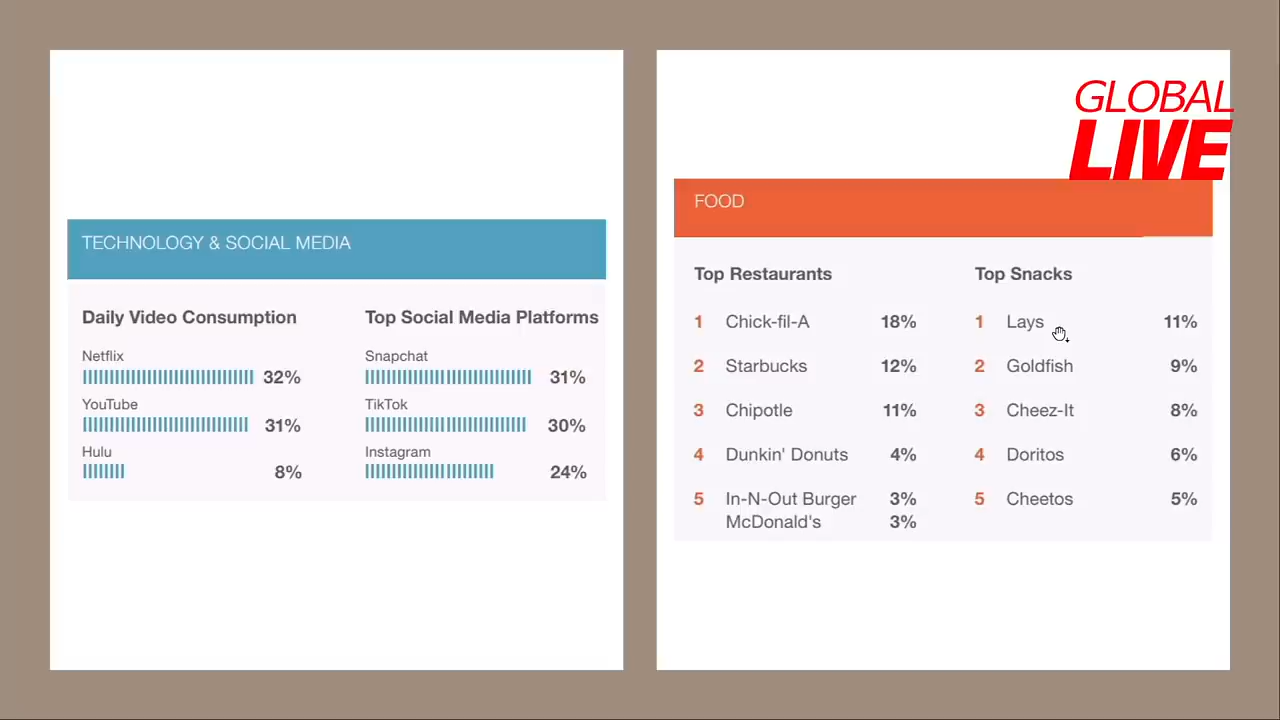 GLOBAL
LIVE
TECHNOLOGY & SOCIAL MEDIA
Daily Video Consumption
Netflix
32%
YouTube
31%
Hulu
8%
Top Social Media Platforms
Snapchat
31%
TikTok
30%
Instagram
24%
FOOD
Top Restaurants
1 Chick-fil-A 18%
2 Starbucks 12%
3 Chipotle 11%
4 Dunkin' Donuts 4%
5 In-N-Out Burger 3%
McDonald's 3%
Top Snacks
1 Lays 11%
2 Goldfish 9%
3 Cheez-It 8%
4 Doritos 6%
5 Cheetos 5%